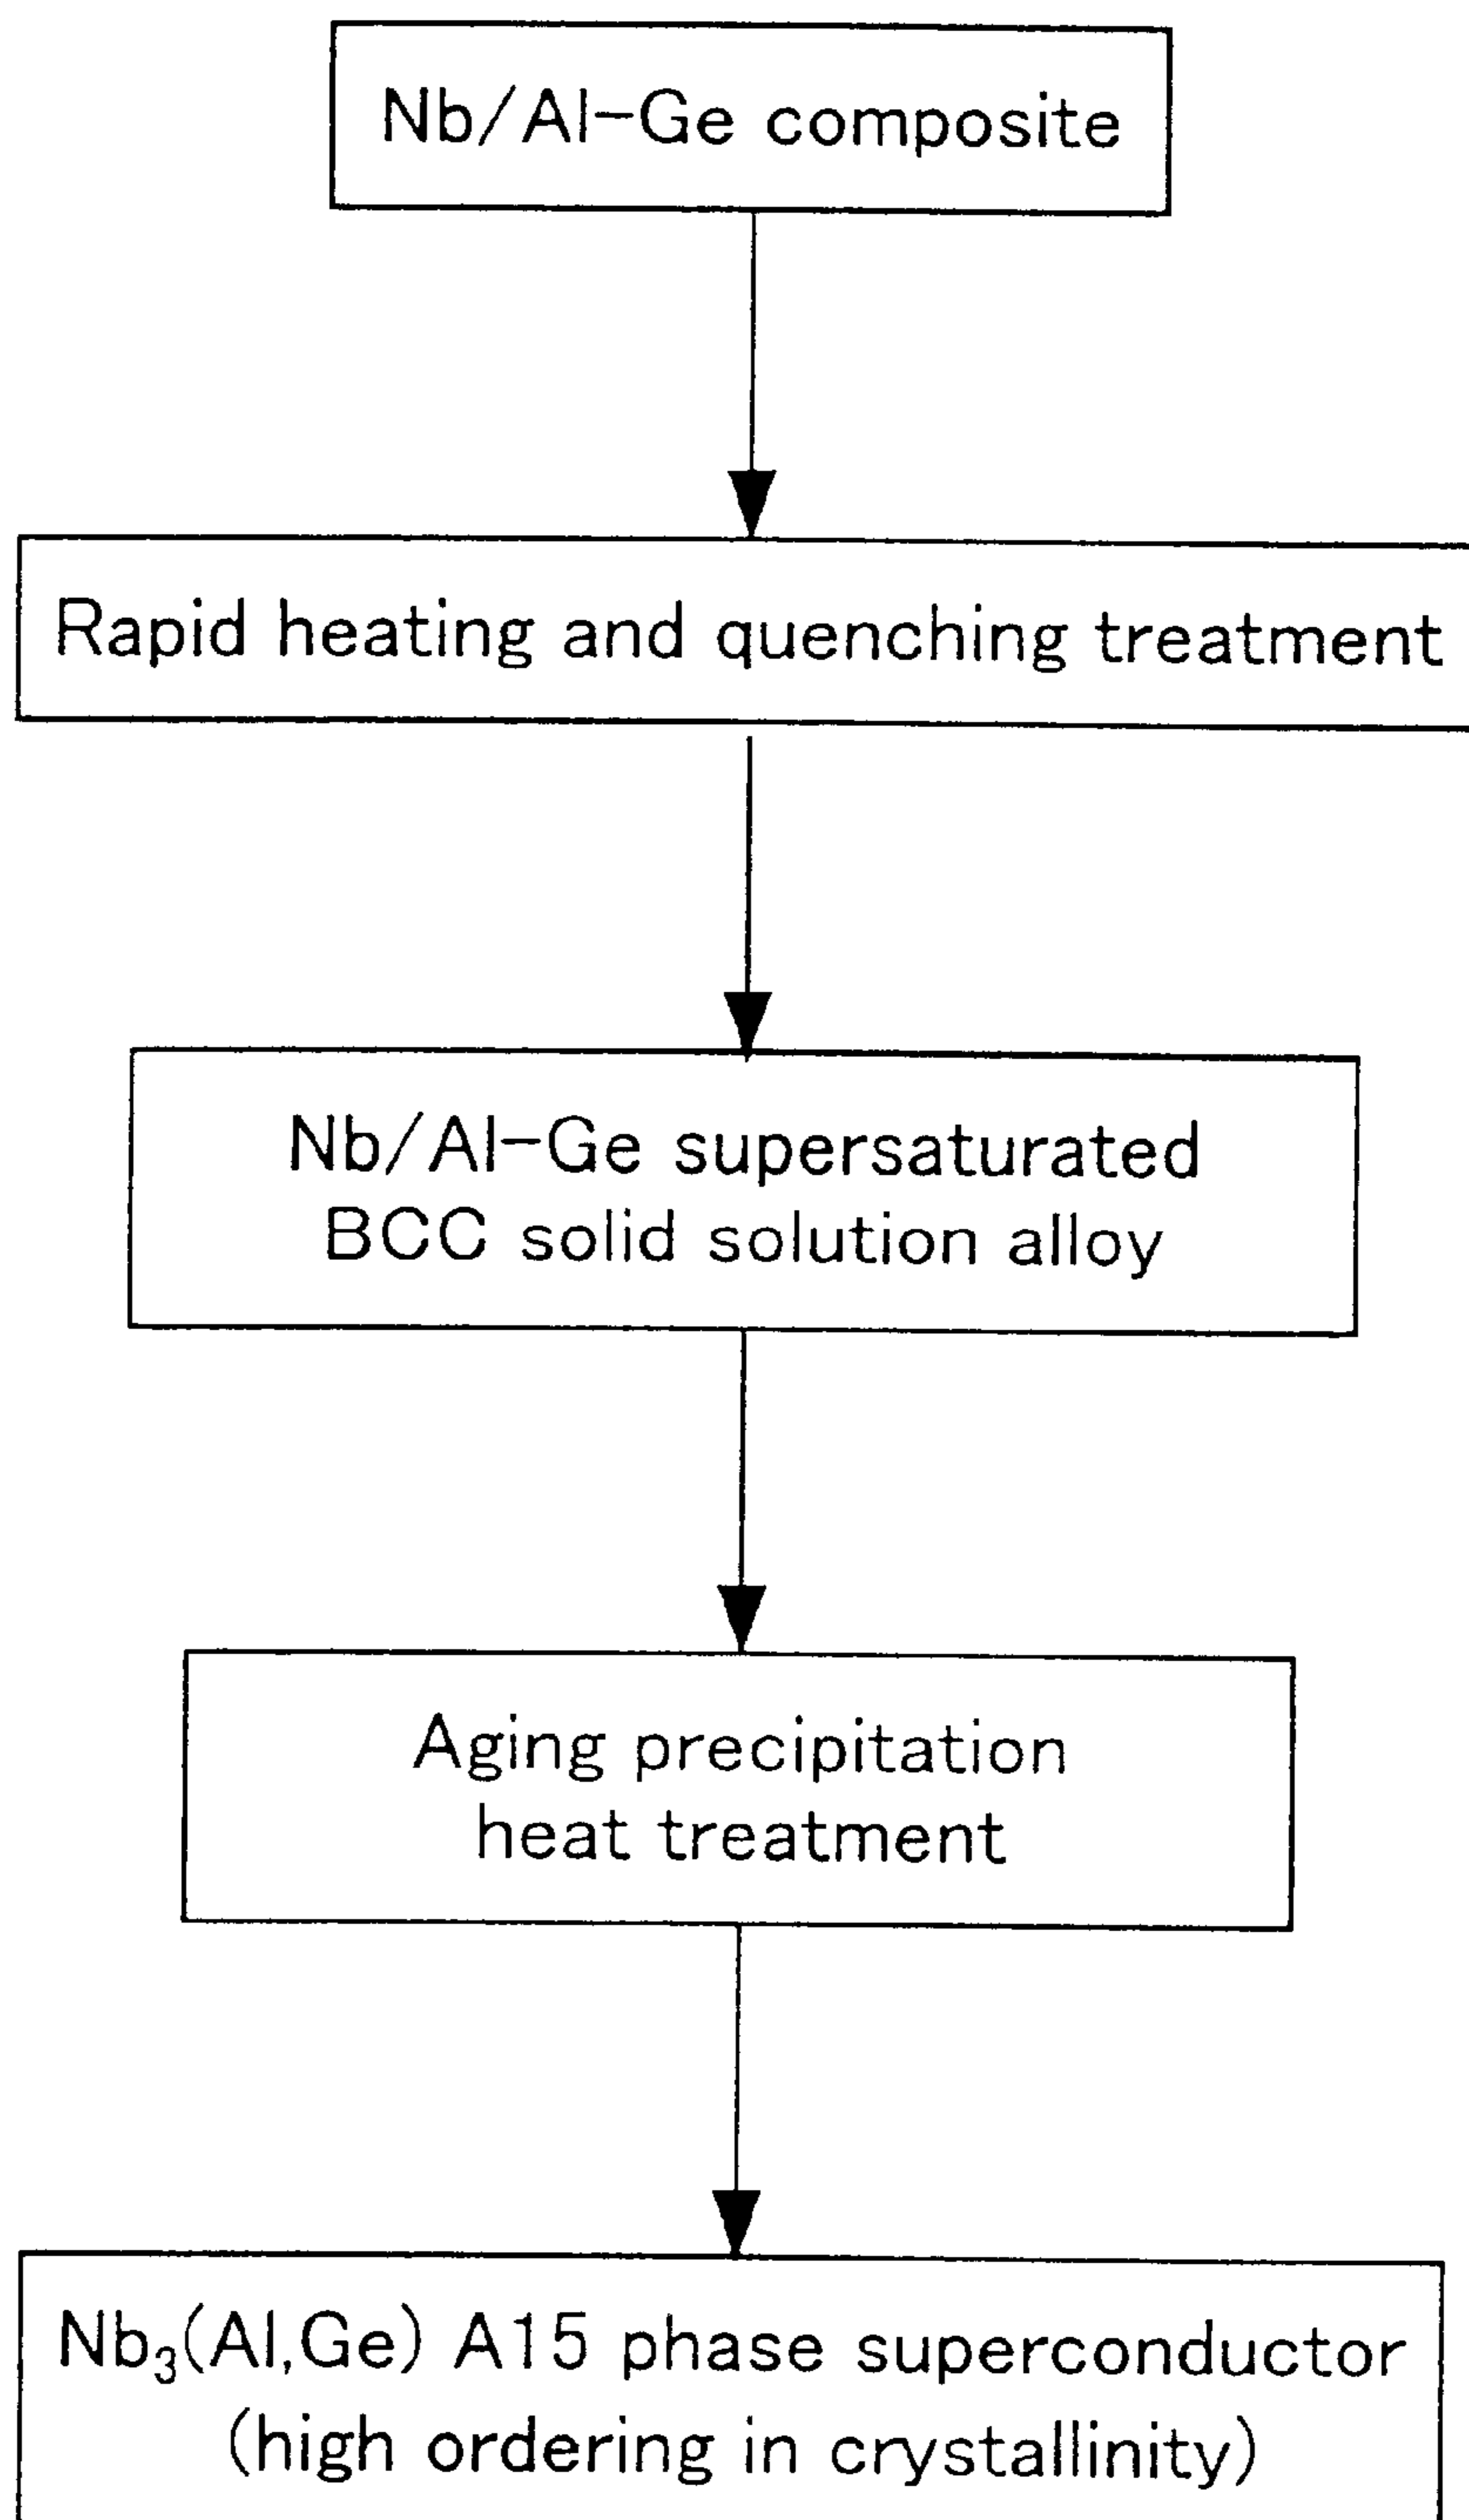 Nb/Al-Ge composite
Rapid heating and quenching treatment
Nb/Al-Ge supersaturated
BCC solid solution alloy
Aging precipitation
heat treatment
Nb₃(Al,Ge) A15 phase superconductor
(high ordering in crystallinity)